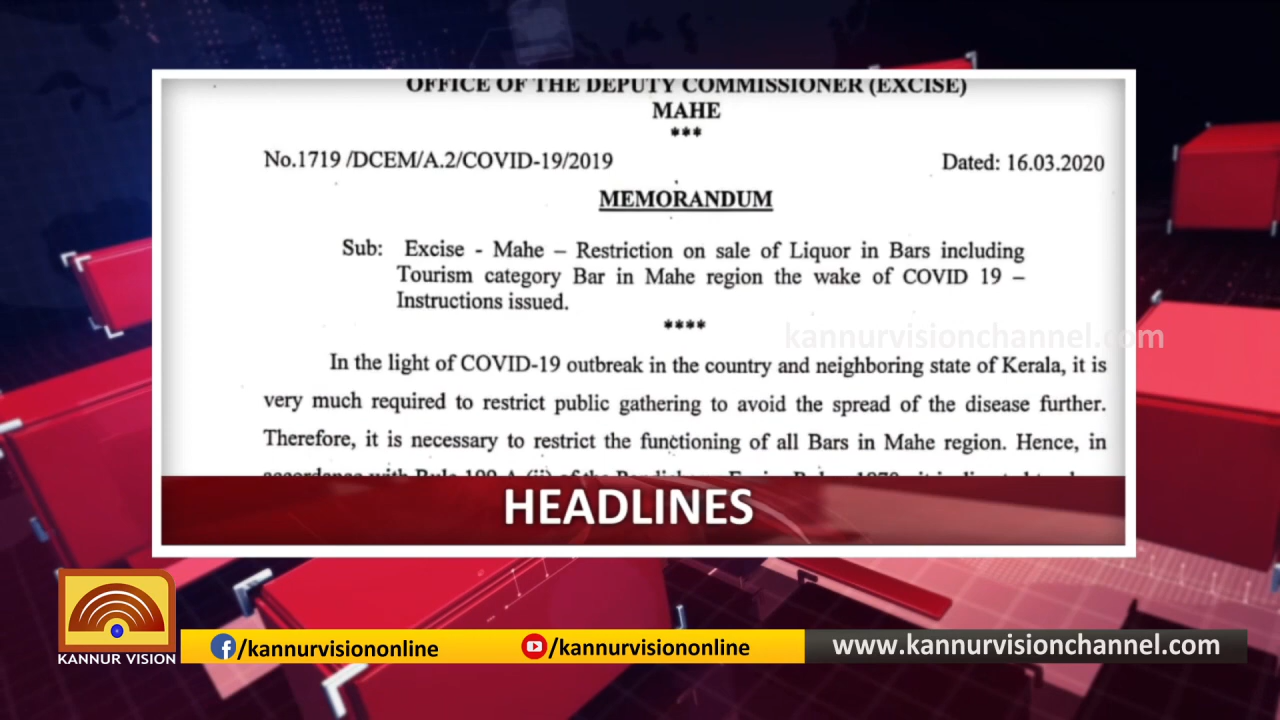 OFFICE OF THE DEPUTY COMMISSIONER (EXCISE)
MAHE
***
No.1719 /DCEM/A.2/COVID-19/2019 Dated: 16.03.2020
MEMORANDUM
Sub: Excise - Mahe – Restriction on sale of Liquor in Bars including
Tourism category Bar in Mahe region the wake of COVID 19 –
Instructions issued.
****
kannurvisionchannel.com
In the light of COVID-19 outbreak in the country and neighboring state of Kerala, it is
very much required to restrict public gathering to avoid the spread of the disease further.
Therefore, it is necessary to restrict the functioning of all Bars in Mahe region. Hence, in
HEADLINES
KANNUR VISION
/kannurvisiononline
/kannurvisiononline
www.kannurvisionchannel.com